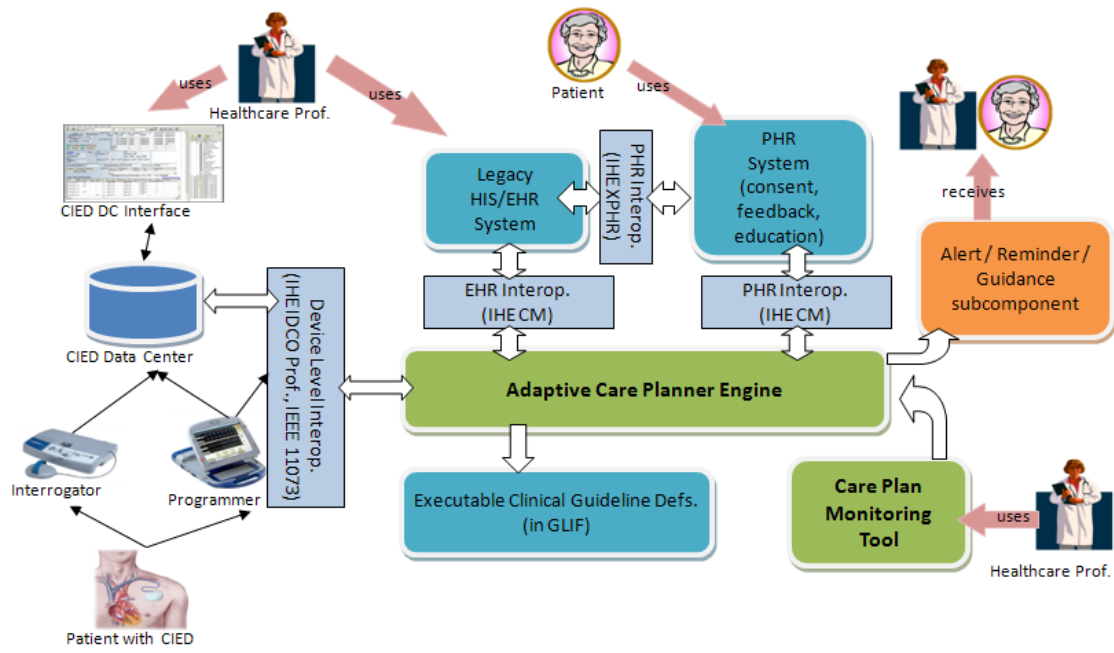 uses
uses
Healthcare Prof.
Patient
uses
CIED DC Interface
Legacy
HIS/EHR
System
PHR Interop.
(IHE XPHR)
PHR
System
(consent,
feedback,
education)
receives
Alert / Reminder /
Guidance
subcomponent
EHR Interop.
(IHE CM)
PHR Interop.
(IHE CM)
CIED Data Center
Device Level Interop.
(IHE IDCO Prof., IEEE 11073)
Adaptive Care Planner Engine
Interrogator
Programmer
Executable Clinical Guideline Defs.
(in GLIF)
Care Plan
Monitoring
Tool
uses
Healthcare Prof.
Patient with CIED